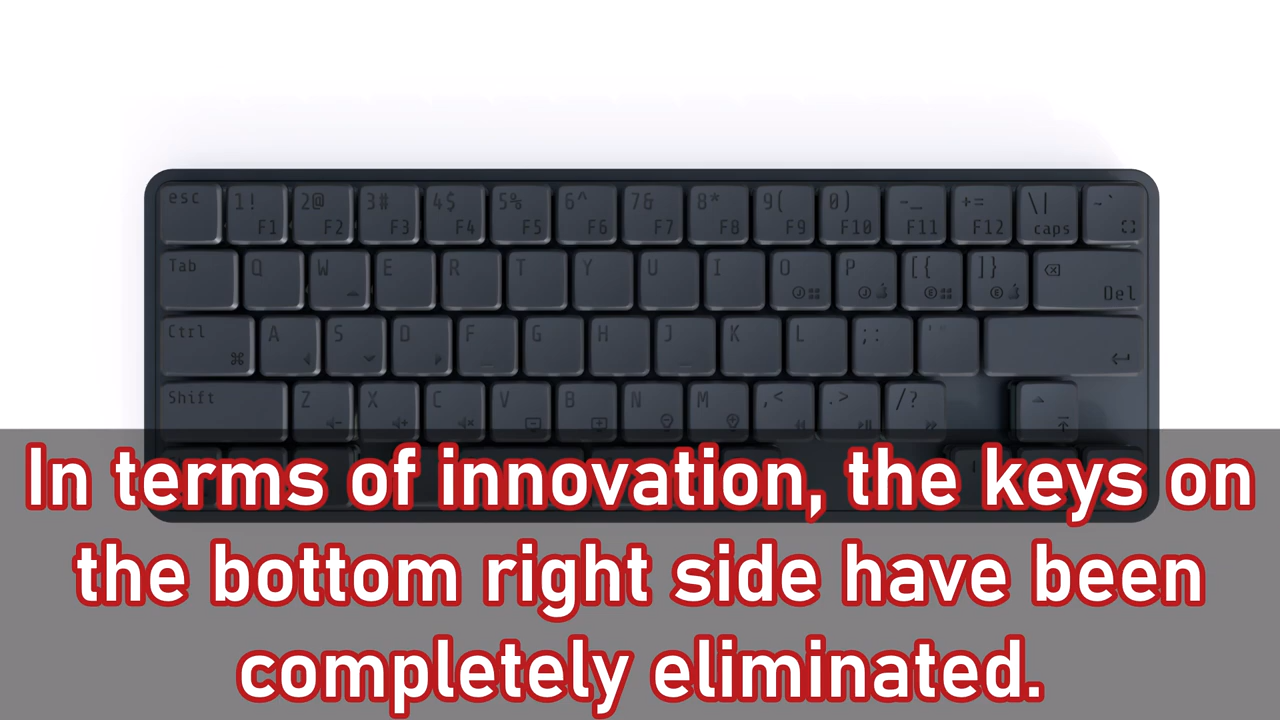 esc 1! F1 2@ F2 3# F3 4$ F4 5% F5 6^ F6 7& F7 8* F8 9( F9 0) F10 -_ F11 += F12 \| caps ~`
Tab Q W E R T Y U I O P [{ ]} Del
Ctrl A S D F G H J K L ;: '"
Shift Z X C V B N M ,< .> /?
In terms of innovation, the keys on
the bottom right side have been
completely eliminated.